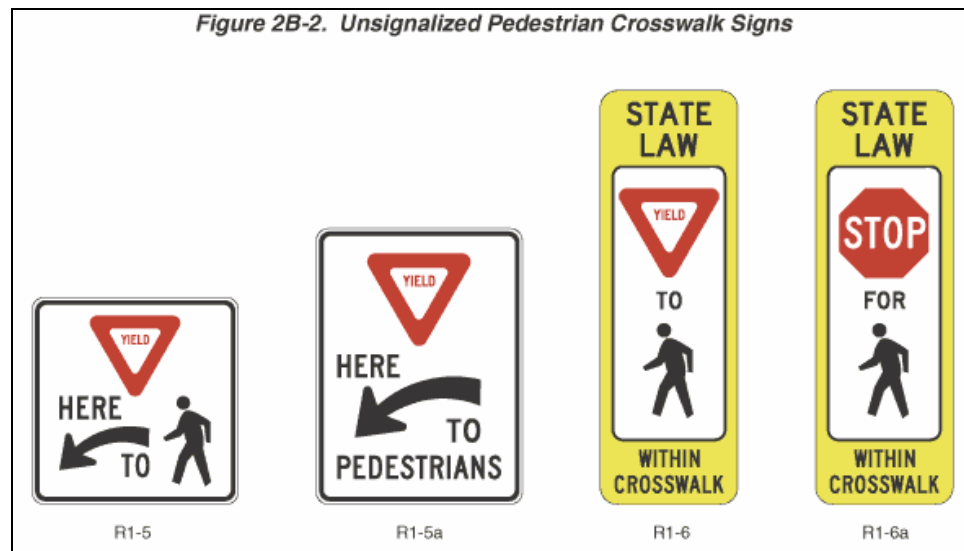 Figure 2B-2. Unsignalized Pedestrian Crosswalk Signs
YIELD
HERE
TO
R1-5
YIELD
HERE
TO
PEDESTRIANS
R1-5a
STATE
LAW
YIELD
TO
WITHIN
CROSSWALK
R1-6
STATE
LAW
STOP
FOR
WITHIN
CROSSWALK
R1-6a